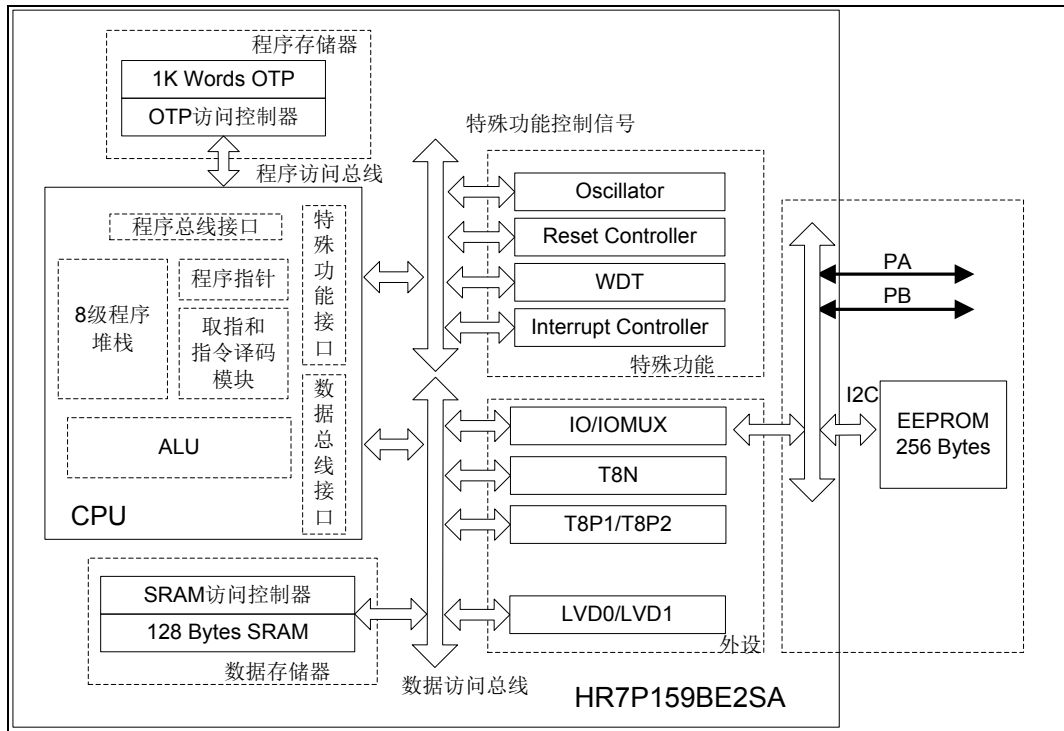 程序存储器
1K Words OTP
OTP访问控制器
程序访问总线
特殊功能控制信号
程序总线接口
特殊功能接口
8级程序
堆栈
程序指针
取指和
指令译码
模块
数据总线接口
ALU
CPU
SRAM访问控制器
128 Bytes SRAM
数据存储器
数据访问总线
Oscillator
Reset Controller
WDT
Interrupt Controller
特殊功能
IO/IOMUX
T8N
T8P1/T8P2
LVD0/LVD1
外设
PA
PB
I2C
EEPROM
256 Bytes
HR7P159BE2SA